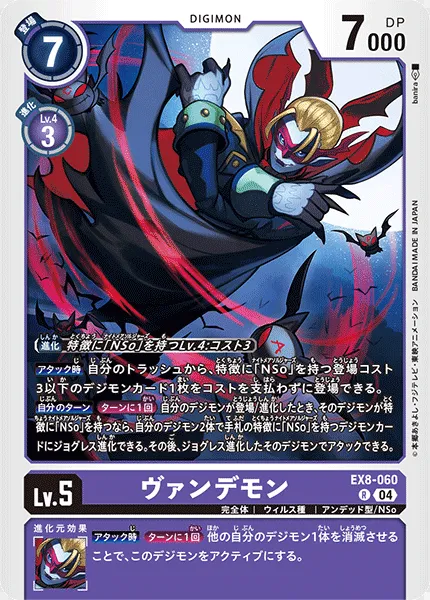 登場
7
DIGIMON
7000
DP
進化
Lv.4
3
banira
©本郷あきよし・フジテレビ・東映アニメーション BANDAI MADE IN JAPAN
進化 特徴に「NSo」を持つLv.4:コスト3
アタック時 自分のトラッシュから、特徴に「NSo」を持つ登場コスト
3以下のデジモンカード1枚をコストを支払わずに登場できる。
自分のターン ターンに1回 自分のデジモンが登場/進化したとき、そのデジモンが特
徴に「NSo」を持つなら、自分のデジモン2体で手札の特徴に「NSo」を持つデジモンカー
ドにジョグレス進化できる。その後、ジョグレス進化したそのデジモンでアタックできる。
Lv.5
ヴァンデモン
EX8-060
R 04
完全体 | ウィルス種 | アンデッド型/NSo
進化元効果
アタック時 ターンに1回 他の自分のデジモン1体を消滅させる
ことで、このデジモンをアクティブにする。